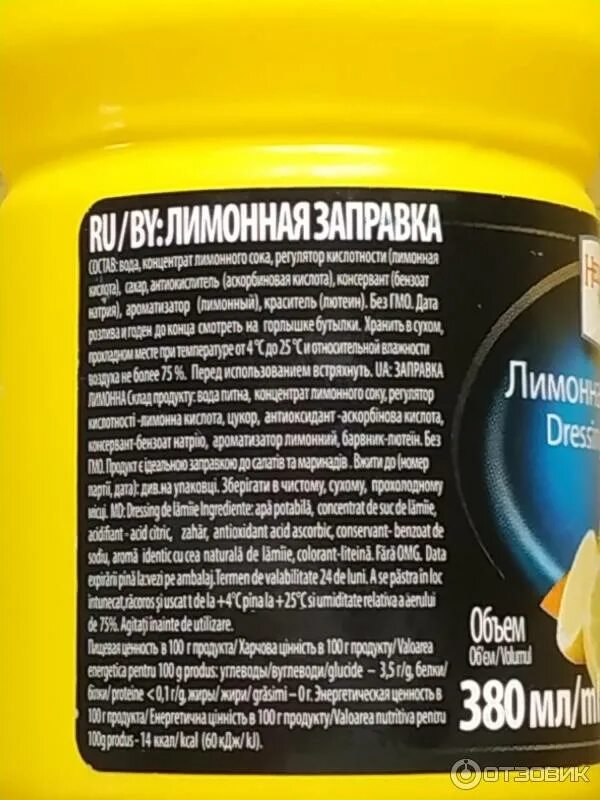 RU/BY:ЛИМОННАЯ ЗАПРАВКА
СОСТАВ: вода, концентрат лимонного сока, регулятор кислотности (лимонная
кислота), сахар, антиокислитель (аскорбиновая кислота), консервант (бензоат
натрия), ароматизатор (лимонный), краситель (лютеин). Без ГМО. Дата
розлива и годен до конца смотреть на горлышке бутылки. Хранить в сухом,
прохладном месте при температуре от 4°С до 25°С и относительной влажности
воздуха не более 75 %. Перед использованием встряхнуть. UA: ЗАПРАВКА
ЛИМОННА Склад продукту: вода питна, концентрат лимонного соку, регулятор
кислотності -лимонна кислота, цукор, антиоксидант -аскорбінова кислота,
консервант-бензоат натрію, ароматизатор лимонний, барвник-лютеїн. Без
ГМО. Продукт є ідеальною заправкою до салатів та маринадів . Вжити до (номер
партії, дата): див. на упаковці. Зберігати в чистому, сухому, прохолодному
місці. MD: Dressing de lămîie Ingrediente: apă potabilă, concentrat de suc de lămîie,
acidifiant- acid citric, zahăr, antioxidant acid ascorbic, conservant- benzoat de
sodiu, aromă identic cu cea naturală de lămîie, colorant-liteină. Fără OMG. Data
expirării pînă la:vezi pe ambalaj.Termen de valabilitate 24 de luni. A se păstra în loc
intunecat,răcoros și uscat t de la +4°C pîna la +25°C si umiditate relativa a aerului
de 75%. Agitați inainte de utilizare.
Пищевая ценность в 100 г продукта/ Харчова цінність в 100 г продукту/ Valoarea
energetica pentru 100 g produs: углеводы/вуглеводи/glucide – 3,5 г/g, белки/
білки/ proteine < 0,1 г/g, жиры/ жири/ grăsimi – 0 г. Энергетическая ценность в
100 г продукта/ Енергетична цінність в 100 г продукту/Valoarea nutritiva pentru
100g produs - 14 ккал/ kcal (60 кДж/ kJ).
Dressin
Объем
Об'єм/Volumul
380 мл/ml
ОТЗОВИК